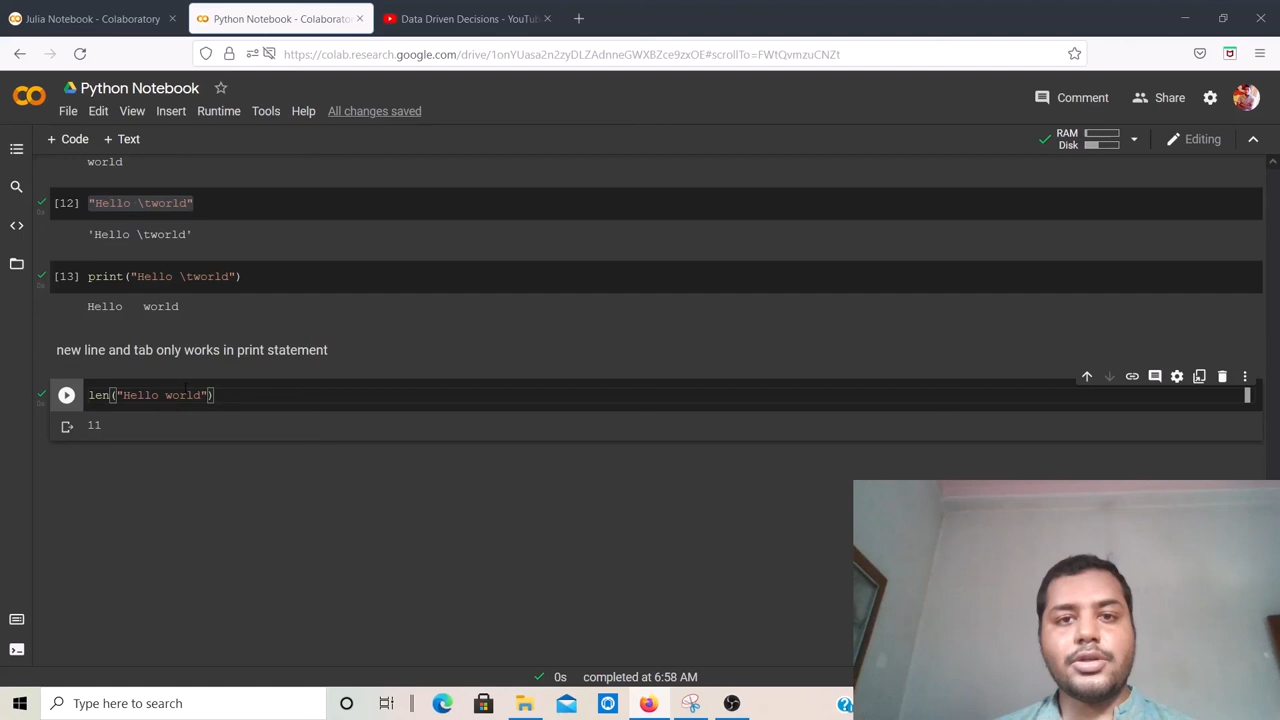 Julia Notebook - Colaboratory
Python Notebook - Colaborato
Data Driven Decisions - YouTub
https://colab.research.google.com/drive/1onYUasa2n2zyDLZAdnneGWXBZce9zxOE#scrollTo=FWtQvmzuCNZt
Python Notebook
Comment
Share
File Edit View Insert Runtime Tools Help All changes saved
+ Code + Text
RAM
Disk
Editing
world
[12] "Hello \tworld"
'Hello \tworld'
[13] print("Hello \tworld")
Hello world
new line and tab only works in print statement
len("Hello world")
11
0s completed at 6:58 AM
Type here to search